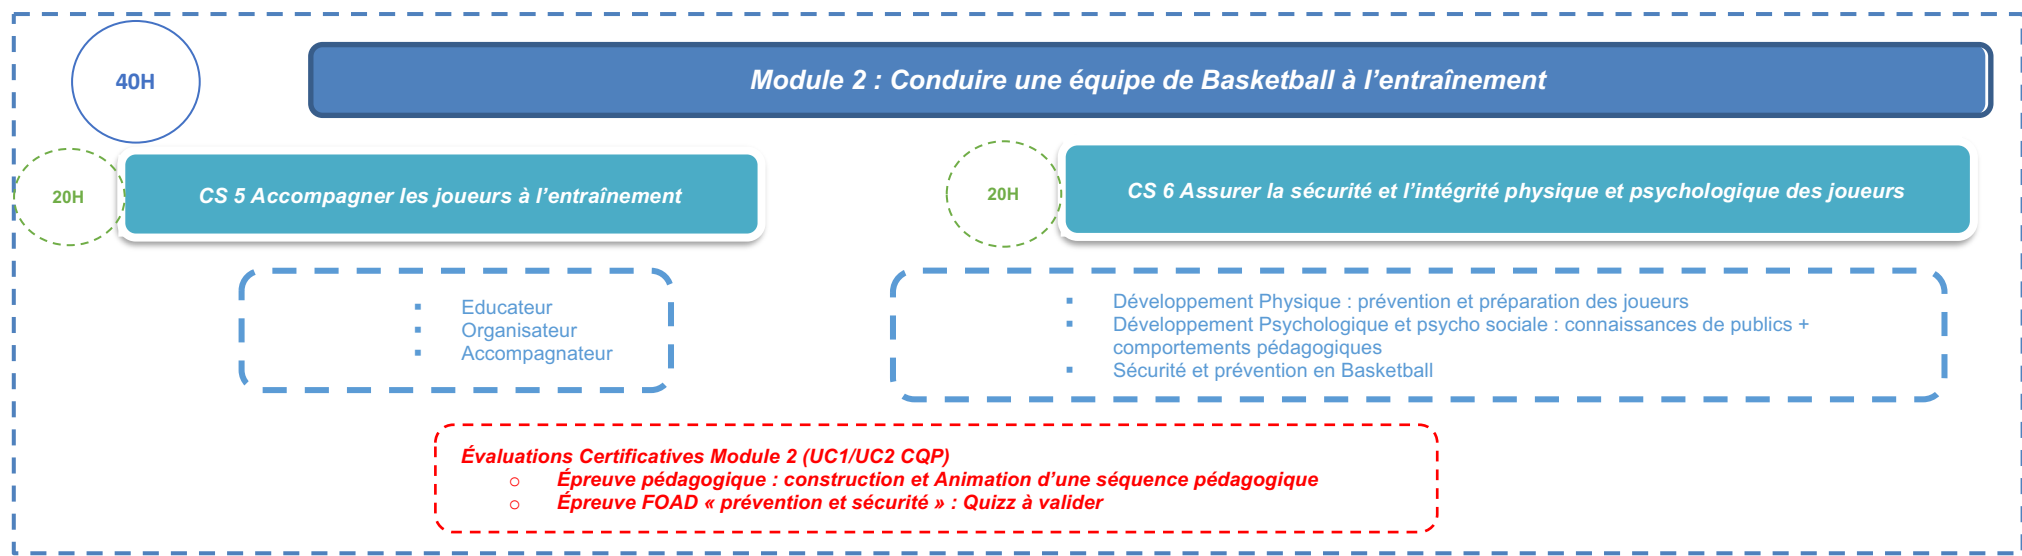 40H
Module 2 : Conduire une équipe de Basketball à l'entraînement
20H
CS 5 Accompagner les joueurs à l'entraînement
20H
CS 6 Assurer la sécurité et l'intégrité physique et psychologique des joueurs
▪ Educateur
▪ Organisateur
▪ Accompagnateur
▪ Développement Physique : prévention et préparation des joueurs
▪ Développement Psychologique et psycho sociale : connaissances de publics +
comportements pédagogiques
▪ Sécurité et prévention en Basketball
Évaluations Certificatives Module 2 (UC1/UC2 CQP)
o Épreuve pédagogique : construction et Animation d'une séquence pédagogique
o Épreuve FOAD « prévention et sécurité » : Quizz à valider